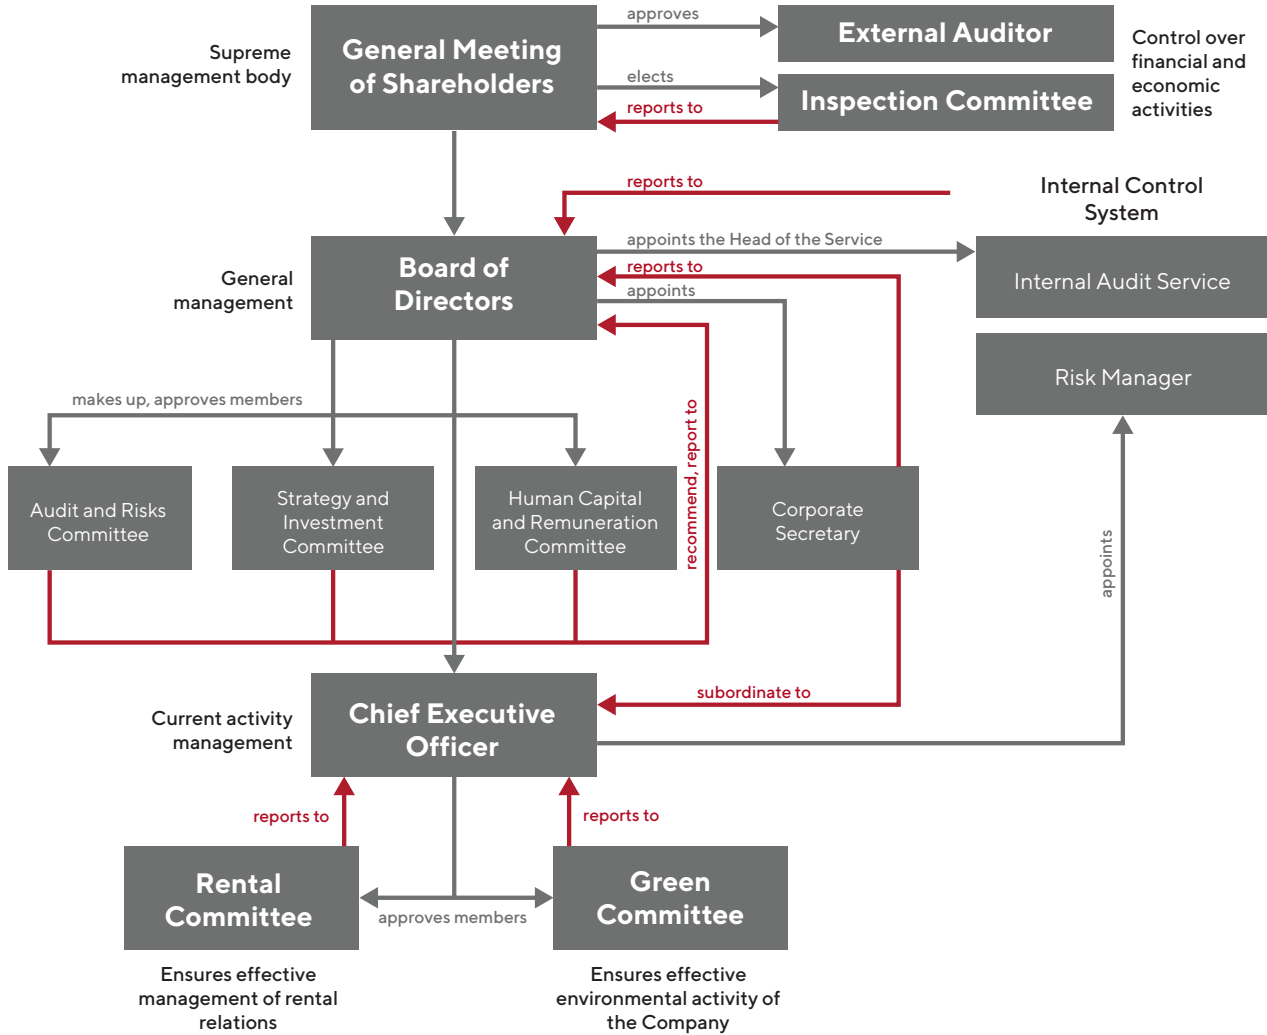 Supreme
management body
General Meeting
of Shareholders
approves
External Auditor
elects
Inspection Committee
reports to
Control over
financial and
economic
activities
reports to
Internal Control
System
General
management
Board of
Directors
appoints the Head of the Service
reports to
appoints
Internal Audit Service
Risk Manager
makes up, approves members
recommend, report to
Audit and Risks
Committee
Strategy and
Investment
Committee
Human Capital
and Remuneration
Committee
Corporate
Secretary
appoints
Current activity
management
Chief Executive
Officer
subordinate to
reports to
reports to
Rental
Committee
approves members
Green
Committee
Ensures effective
management of rental
relations
Ensures effective
environmental activity of
the Company